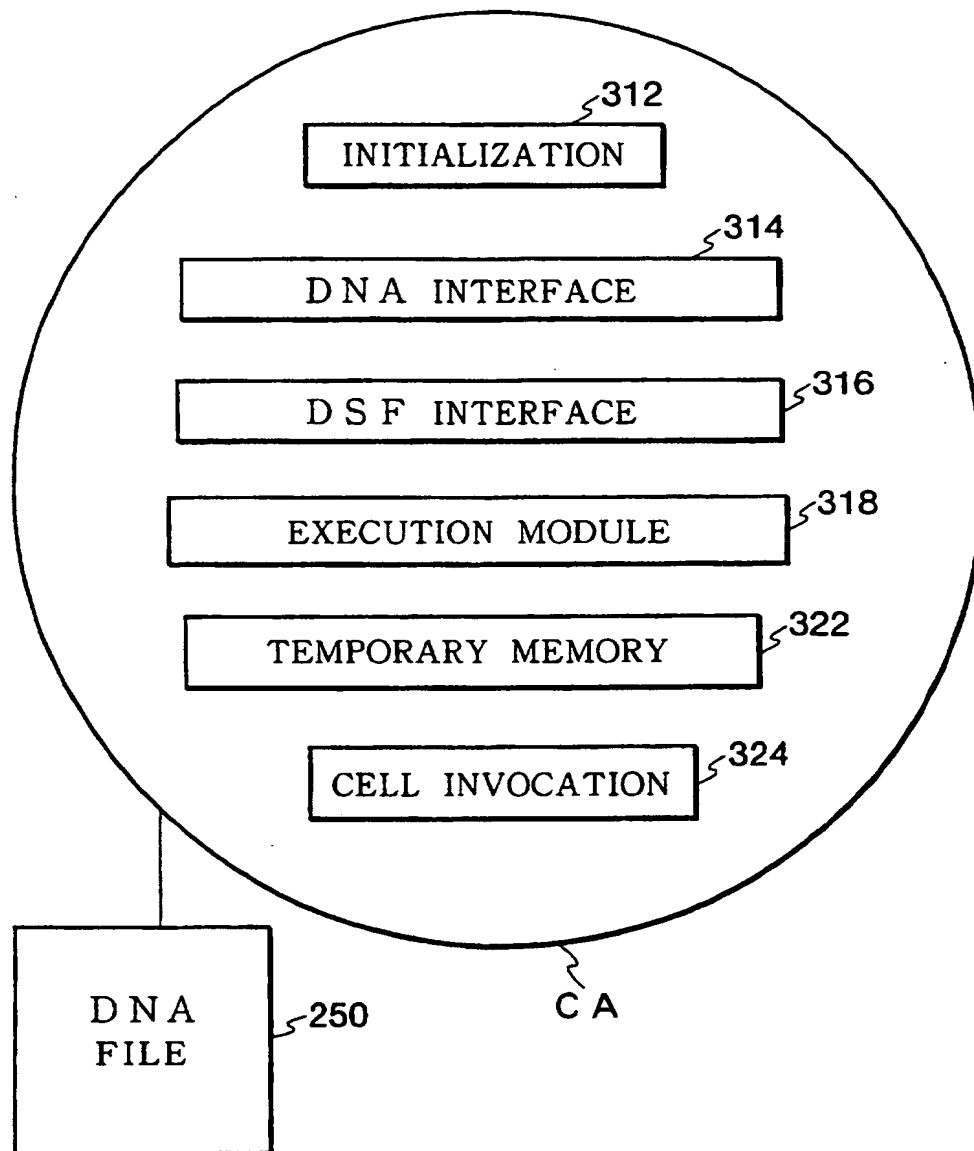 312
INITIALIZATION
314
DNA INTERFACE
DSF INTERFACE
316
EXECUTION MODULE
318
TEMPORARY MEMORY
322
CELL INVOCATION
324
CA
DNA
FILE
250